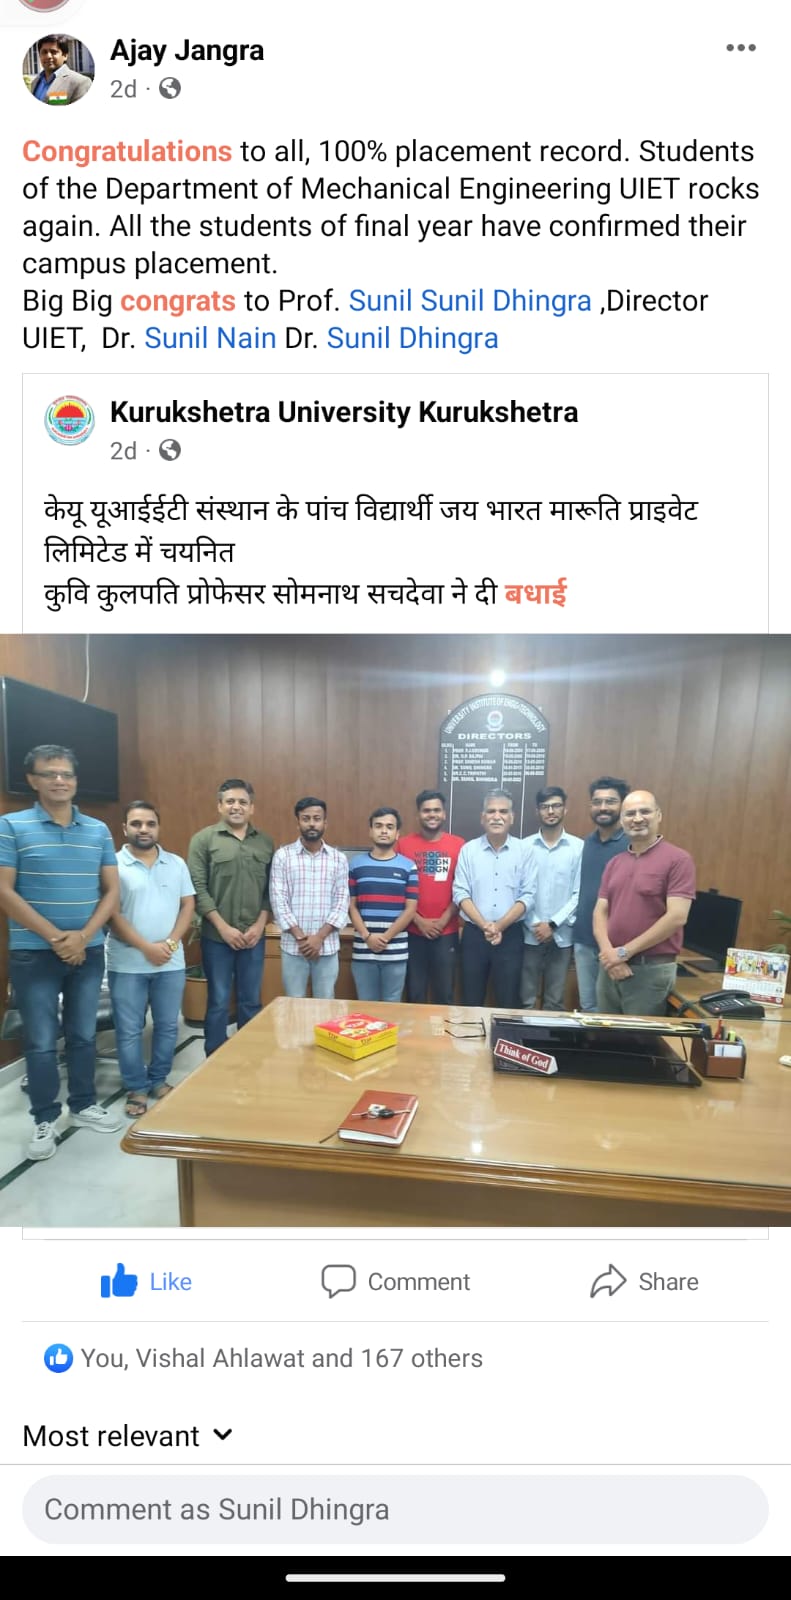 Ajay Jangra
2d ·
Congratulations to all, 100% placement record. Students
of the Department of Mechanical Engineering UIET rocks
again. All the students of final year have confirmed their
campus placement.
Big Big congrats to Prof. Sunil Sunil Dhingra ,Director
UIET,  Dr. Sunil Nain Dr. Sunil Dhingra
Kurukshetra University Kurukshetra
2d ·
केयू यूआईईटी संस्थान के पांच विद्यार्थी जय भारत मारूति प्राइवेट
लिमिटेड में चयनित
कुवि कुलपति प्रोफेसर सोमनाथ सचदेवा ने दी बधाई
DIRECTORS
WROGN
WROGN
WROGN
Think of God
Like
Comment
Share
You, Vishal Ahlawat and 167 others
Most relevant
Comment as Sunil Dhingra